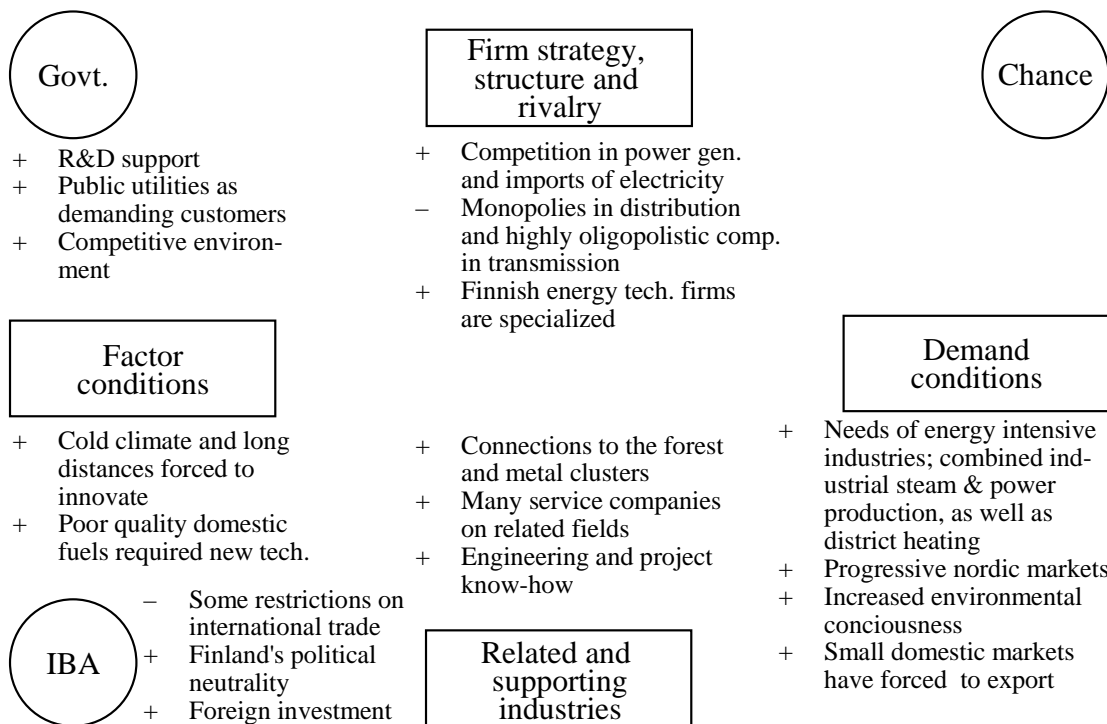 Govt.
+ R&D support
+ Public utilities as
demanding customers
+ Competitive environ-
ment
Firm strategy,
structure and
rivalry
+ Competition in power gen.
and imports of electricity
– Monopolies in distribution
and highly oligopolistic comp.
in transmission
+ Finnish energy tech. firms
are specialized
Chance
Factor
conditions
+ Cold climate and long
distances forced to
innovate
+ Poor quality domestic
fuels required new tech.
+ Connections to the forest
and metal clusters
+ Many service companies
on related fields
+ Engineering and project
know-how
Demand
conditions
+ Needs of energy intensive
industries; combined ind-
ustrial steam & power
production, as well as
district heating
+ Progressive nordic markets
+ Increased environmental
conciousness
+ Small domestic markets
have forced to export
IBA
– Some restrictions on
international trade
+ Finland's political
neutrality
+ Foreign investment
Related and
supporting
industries